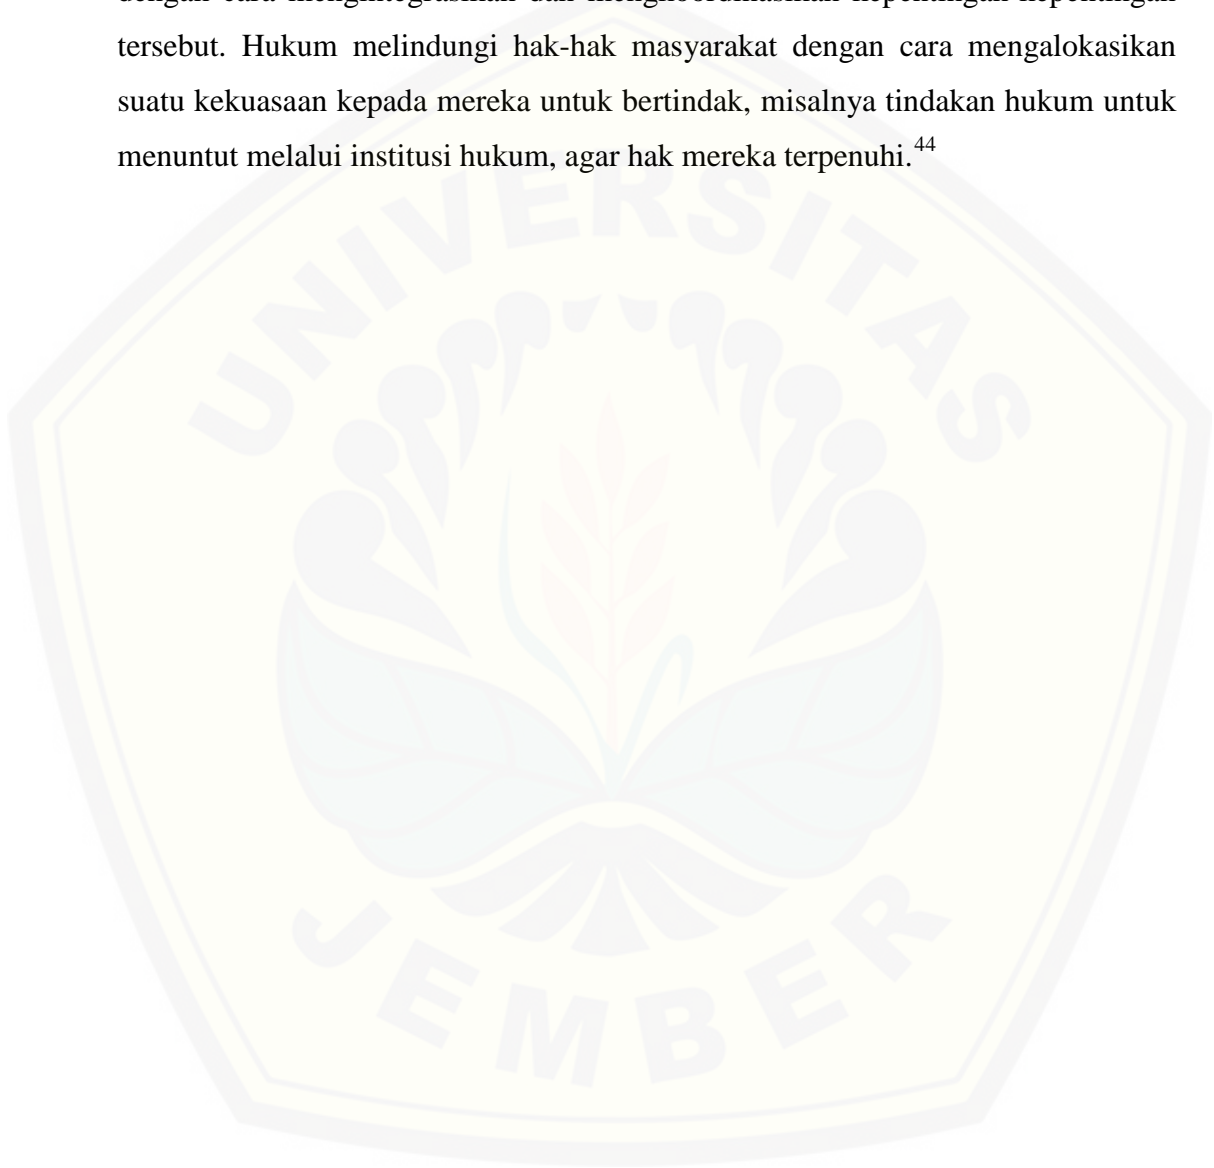 dengan cara mengintegrasikan dan mengkoordinasikan kepentingan-kepentingan
tersebut. Hukum melindungi hak-hak masyarakat dengan cara mengalokasikan
suatu kekuasaan kepada mereka untuk bertindak, misalnya tindakan hukum untuk
menuntut melalui institusi hukum, agar hak mereka terpenuhi.44
UNIVERSITAS
JEMBER